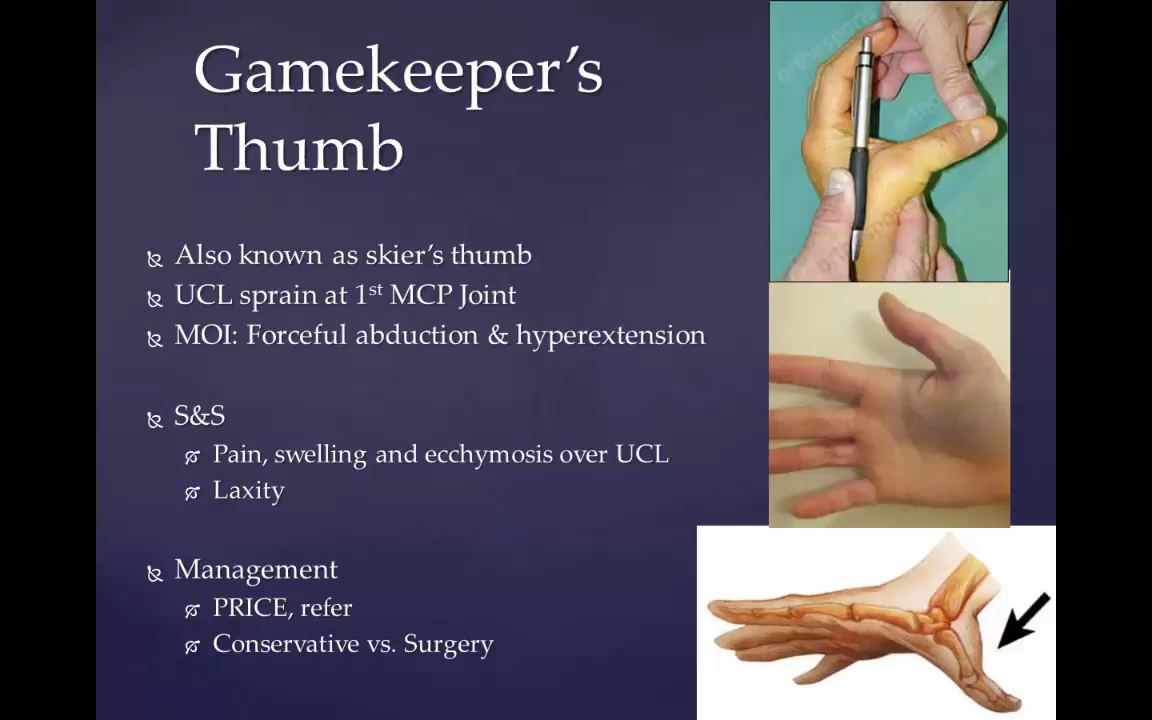 Gamekeeper’s
Thumb
Also known as skier’s thumb
UCL sprain at 1st MCP Joint
MOI: Forceful abduction & hyperextension
S&S
Pain, swelling and ecchymosis over UCL
Laxity
Management
PRICE, refer
Conservative vs. Surgery